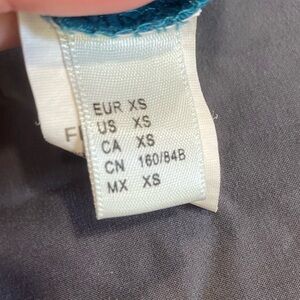 EUR XS
US XS
CA XS
CN 160/84B
MX XS